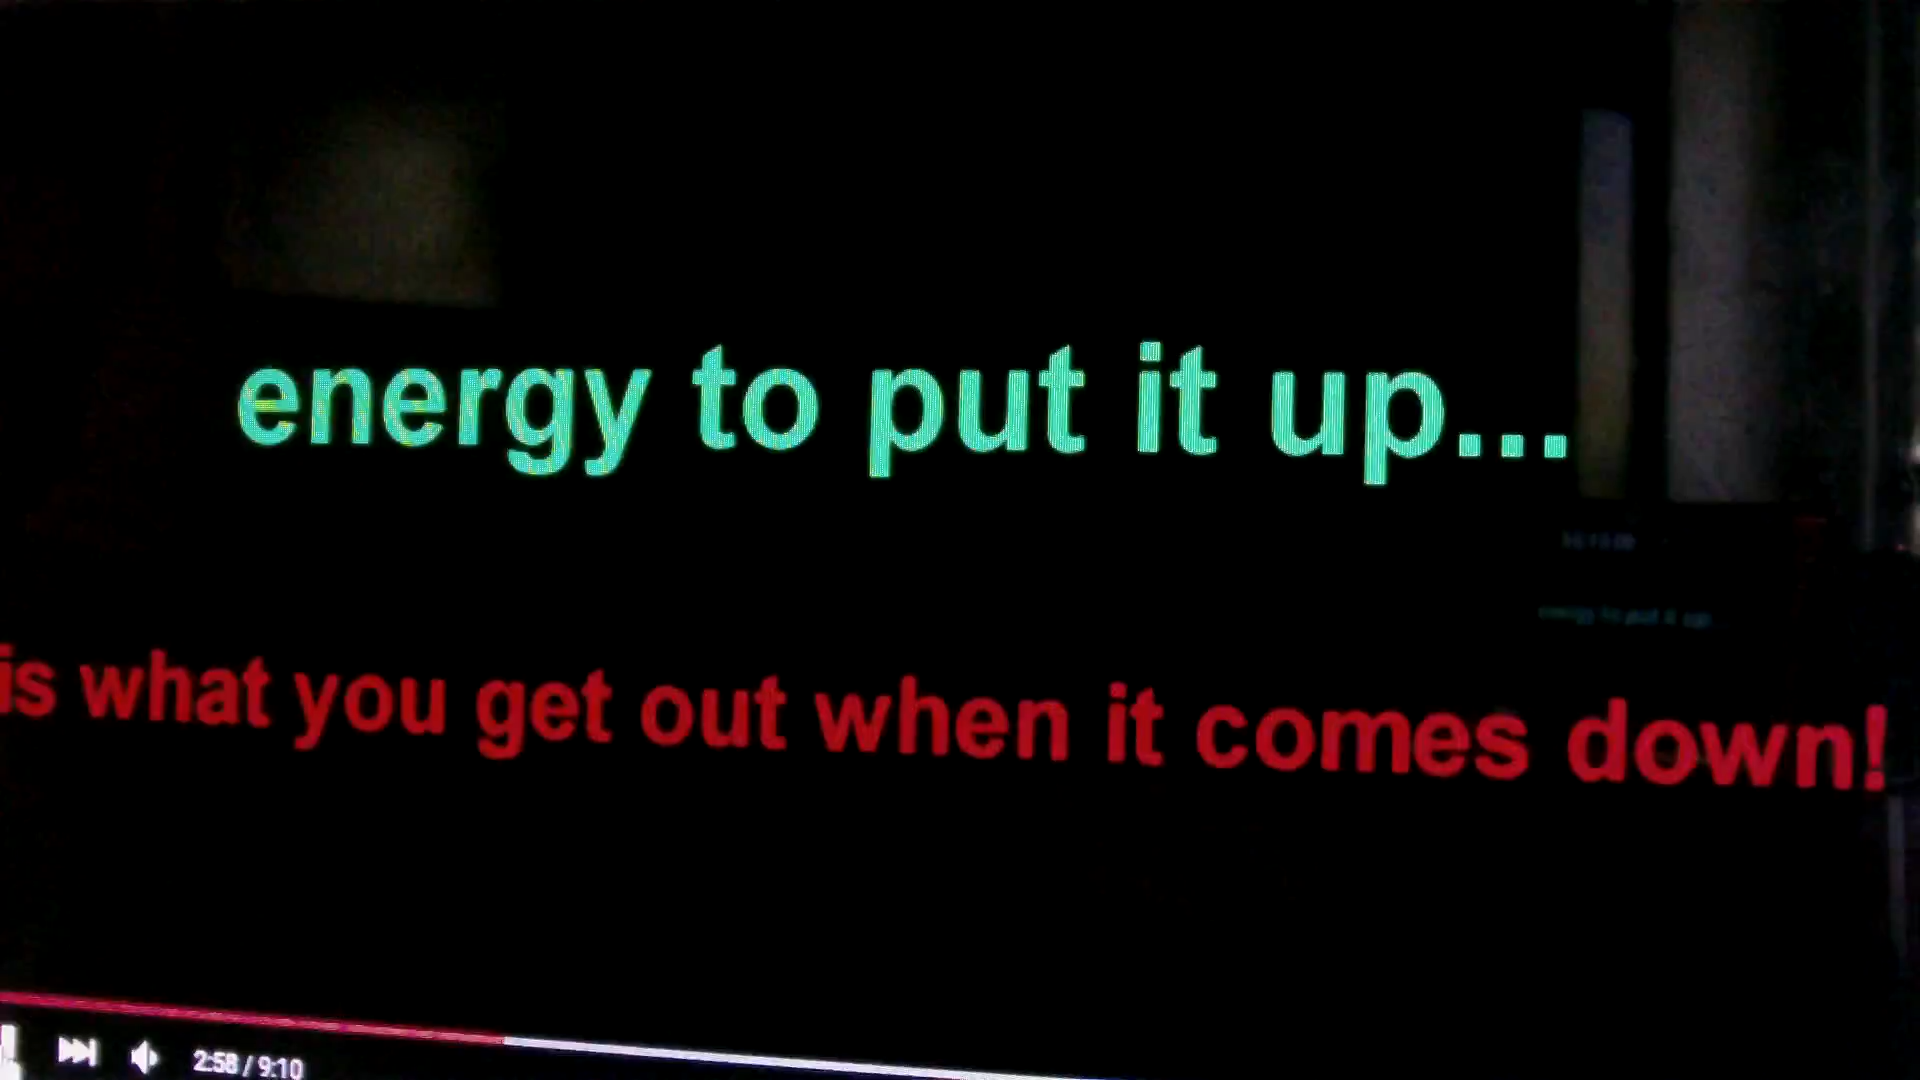 energy to put it up...
is what you get out when it comes down!
2:58 / 9:10